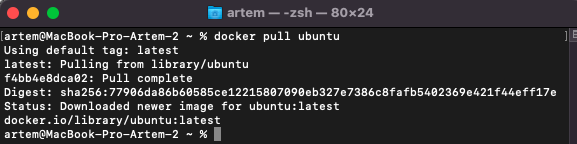 artem — -zsh — 80×24
[artem@MacBook-Pro-Artem-2 ~ % docker pull ubuntu ]
Using default tag: latest
latest: Pulling from library/ubuntu
f4bb4e8dca02: Pull complete
Digest: sha256:77906da86b60585ce12215807090eb327e7386c8fafb5402369e421f44eff17e
Status: Downloaded newer image for ubuntu:latest
docker.io/library/ubuntu:latest
artem@MacBook-Pro-Artem-2 ~ %